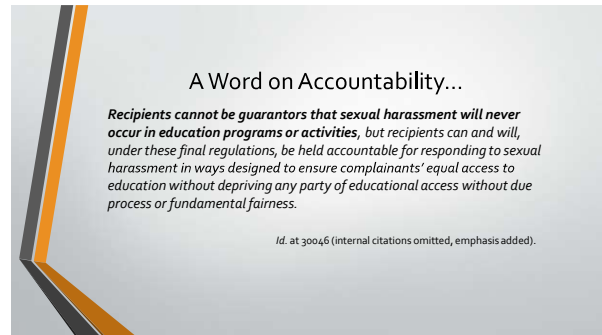 A Word on Accountability…
Recipients cannot be guarantors that sexual harassment will never
occur in education programs or activities, but recipients can and will,
under these final regulations, be held accountable for responding to sexual
harassment in ways designed to ensure complainants’ equal access to
education without depriving any party of educational access without due
process or fundamental fairness.
Id. at 30046 (internal citations omitted, emphasis added).